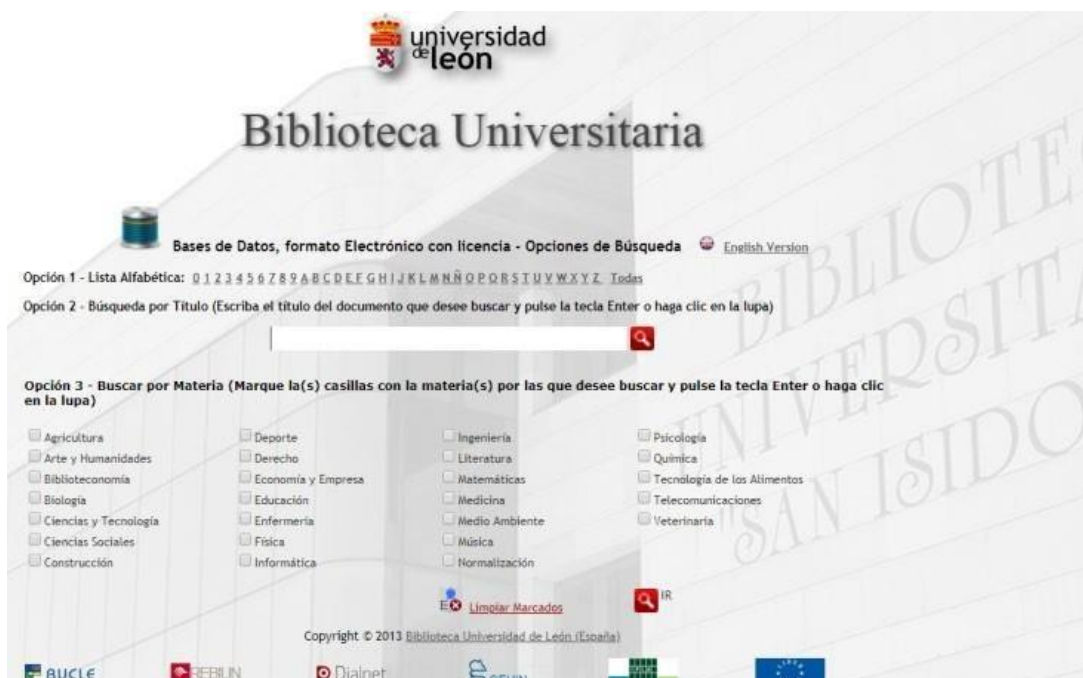 universidad
de león
Biblioteca Universitaria
Bases de Datos, formato Electrónico con licencia - Opciones de Búsqueda English Version
Opción 1 - Lista Alfabética: 0 1 2 3 4 5 6 7 8 9 A B C D E F G H I J K L M N Ñ O P Q R S T U V W X Y Z Todas
Opción 2 - Búsqueda por Título (Escriba el título del documento que desee buscar y pulse la tecla Enter o haga clic en la lupa)
Opción 3 - Buscar por Materia (Marque la(s) casillas con la materia(s) por las que desee buscar y pulse la tecla Enter o haga clic
en la lupa)
Agricultura Deporte Ingeniería Psicología
Arte y Humanidades Derecho Literatura Química
Biblioteconomía Economía y Empresa Matemáticas Tecnología de los Alimentos
Biología Educación Medicina Telecomunicaciones
Ciencias y Tecnología Enfermería Medio Ambiente Veterinaria
Ciencias Sociales Física Música
Construcción Informática Normalización
Limpiar Marcados IR
Copyright © 2013 Biblioteca Universidad de León (España)
BUCLE REBIUN Dialnet
BIBLIOTE
UNIVERSITA
"SAN ISIDO